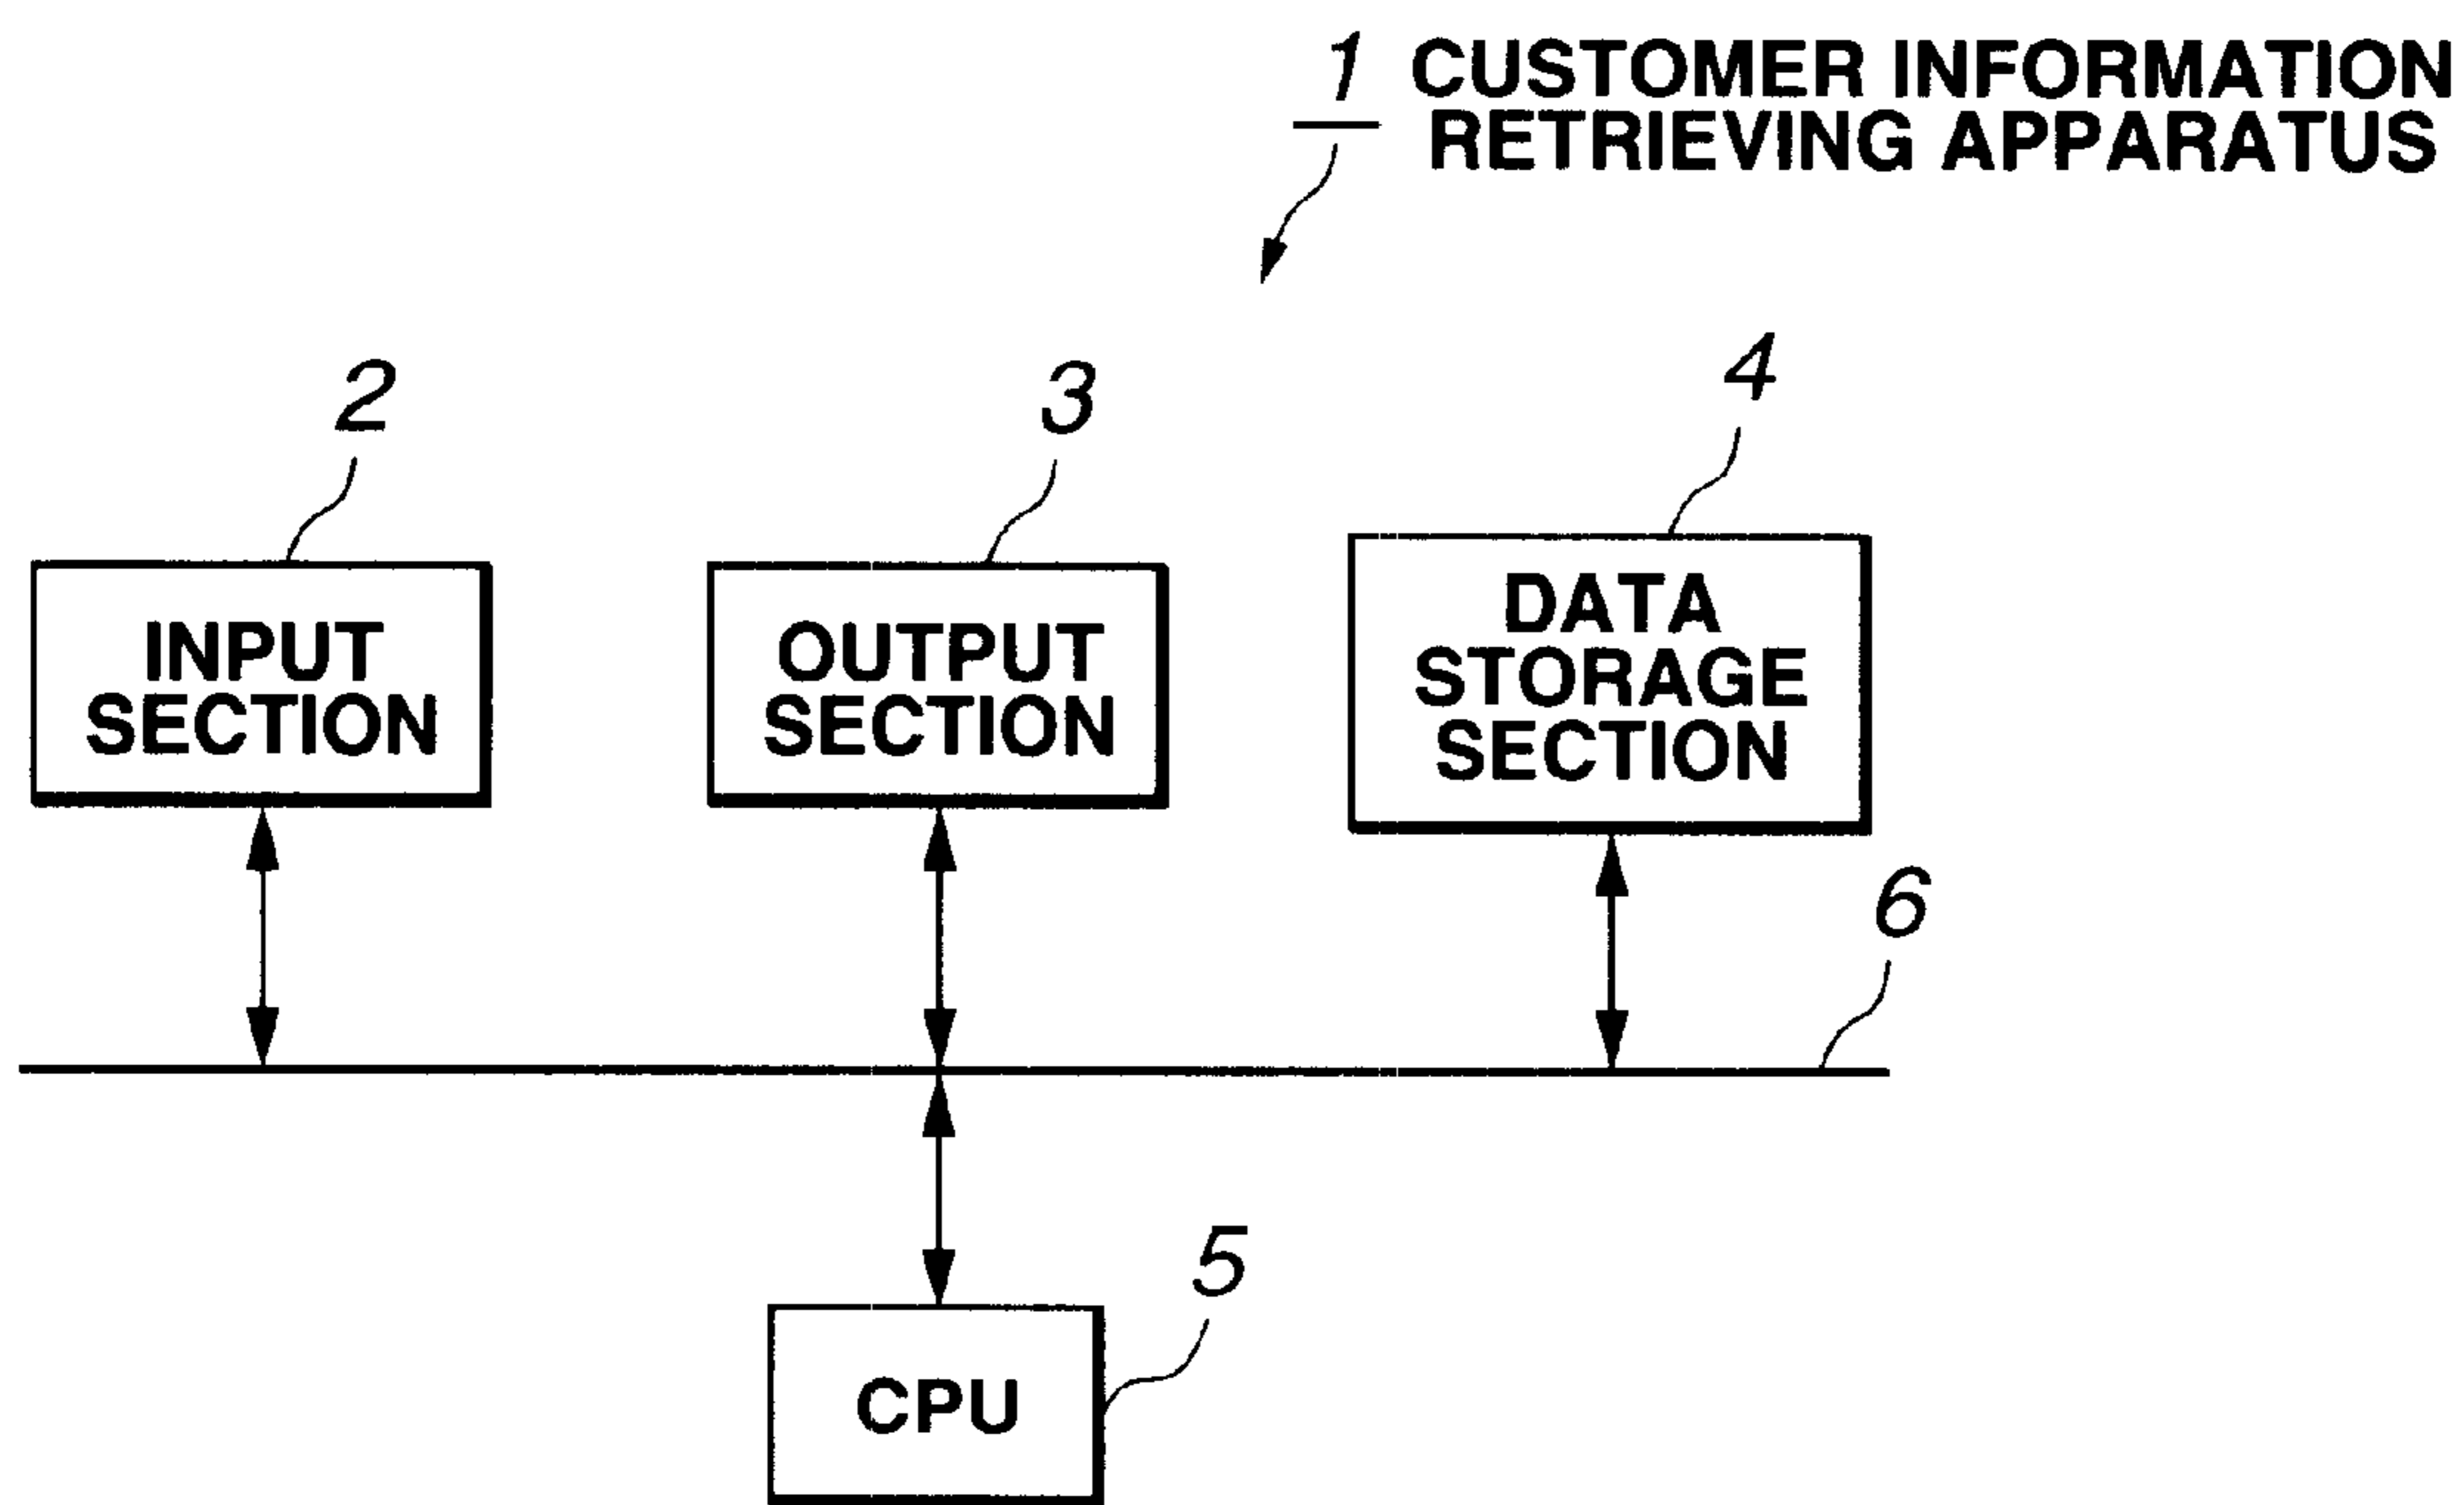 1 CUSTOMER INFORMATION
RETRIEVING APPARATUS
2
3
4
INPUT
SECTION
OUTPUT
SECTION
DATA
STORAGE
SECTION
6
5
CPU